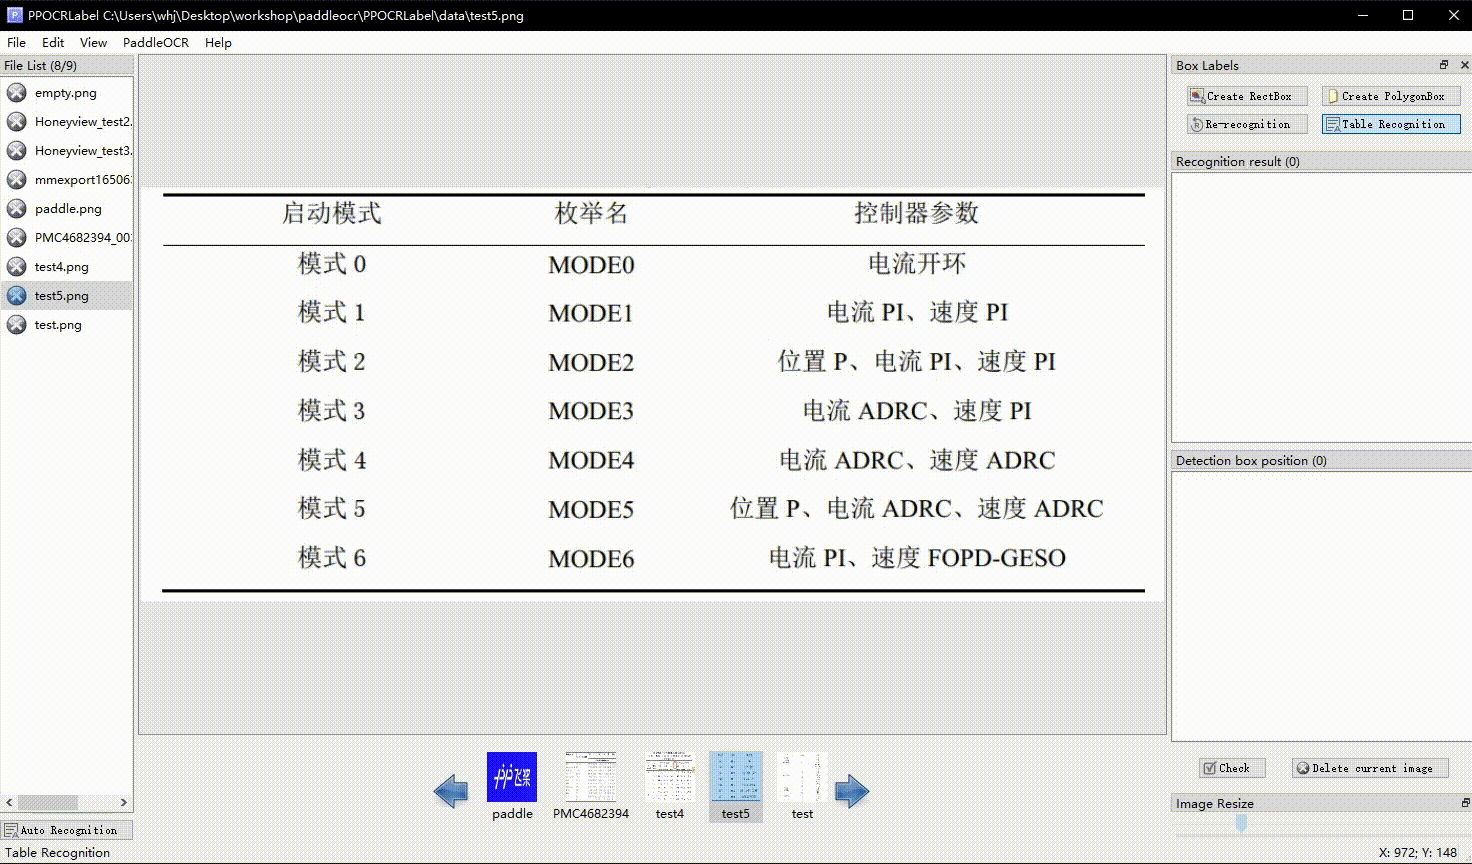 PPOCRLabel C:\Users\whj\Desktop\workshop\paddleocr\PPOCRLabel\data\test5.png
File Edit View PaddleOCR Help
File List (8/9)
empty.png
Honeyview_test2.
Honeyview_test3.
mmexport16506
paddle.png
PMC4682394_00
test4.png
test5.png
test.png
Auto Recognition
启动模式 枚举名 控制器参数
模式 0 MODE0 电流开环
模式 1 MODE1 电流 PI、速度 PI
模式 2 MODE2 位置 P、电流 PI、速度 PI
模式 3 MODE3 电流 ADRC、速度 PI
模式 4 MODE4 电流 ADRC、速度 ADRC
模式 5 MODE5 位置 P、电流 ADRC、速度 ADRC
模式 6 MODE6 电流 PI、速度 FOPD-GESO
飞桨
paddle PMC4682394 test4 test5 test
Box Labels
Create RectBox Create PolygonBox
Re-recognition Table Recognition
Recognition result (0)
Detection box position (0)
Check Delete current image
Image Resize
Table Recognition X: 972; Y: 148